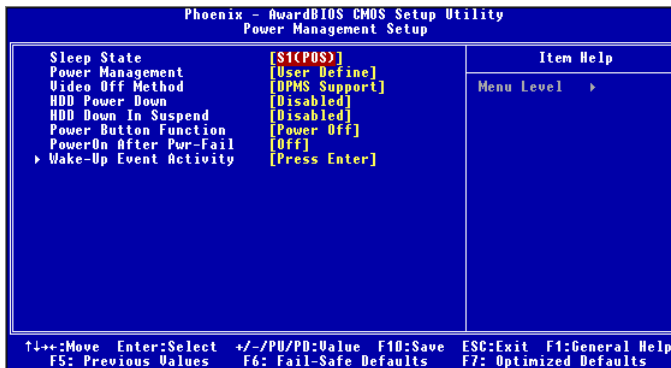 Phoenix - AwardBIOS CMOS Setup Utility
Power Management Setup
Sleep State [S1(POS)]
Power Management [User Define]
Video Off Method [DPMS Support]
HDD Power Down [Disabled]
HDD Down In Suspend [Disabled]
Power Button Function [Power Off]
PowerOn After Pwr-Fail [Off]
▸ Wake-Up Event Activity [Press Enter]
Item Help
Menu Level ▸
↑↓→←:Move Enter:Select +/-/PU/PD:Value F10:Save ESC:Exit F1:General Help
F5: Previous Values F6: Fail-Safe Defaults F7: Optimized Defaults